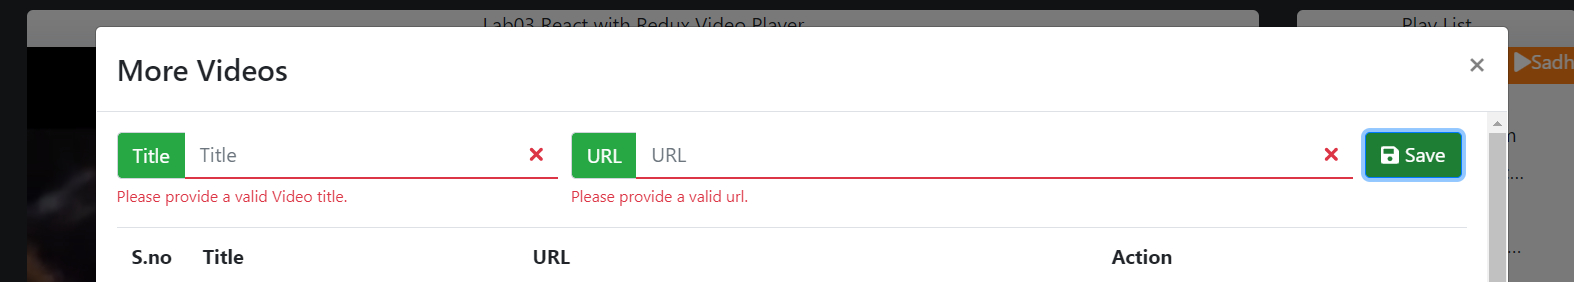 Lab03 React with Redux Video Player
Play List
More Videos
×
Sadh
Title Title URL URL Save
Please provide a valid Video title. Please provide a valid url.
S.no Title URL Action